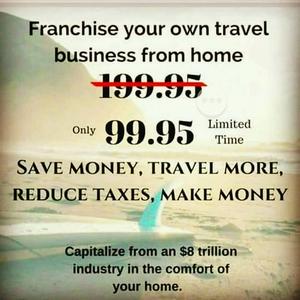 Franchise your own travel
business from home
199.95
Only 99.95 Limited
Time
SAVE MONEY, TRAVEL MORE,
REDUCE TAXES, MAKE MONEY
Capitalize from an $8 trillion
industry in the comfort of
your home.